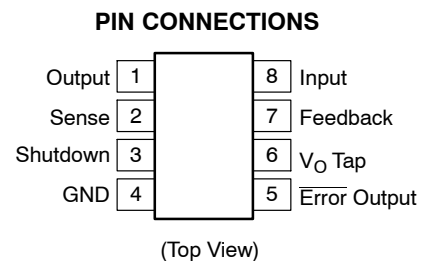 PIN CONNECTIONS
Output 1 8 Input
Sense 2 7 Feedback
Shutdown 3 6 VO Tap
GND 4 5 Error Output
(Top View)